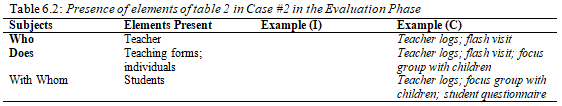 Table 6.2: Presence of elements of table 2 in Case #2 in the Evaluation Phase
Subjects Elements Present Example (I) Example (C)
Who Teacher Teacher logs; flash visit
Does Teaching forms; Teacher logs; flash visit; focus
individuals group with children
With Whom Students Teacher logs; focus group with
children; student questionnaire